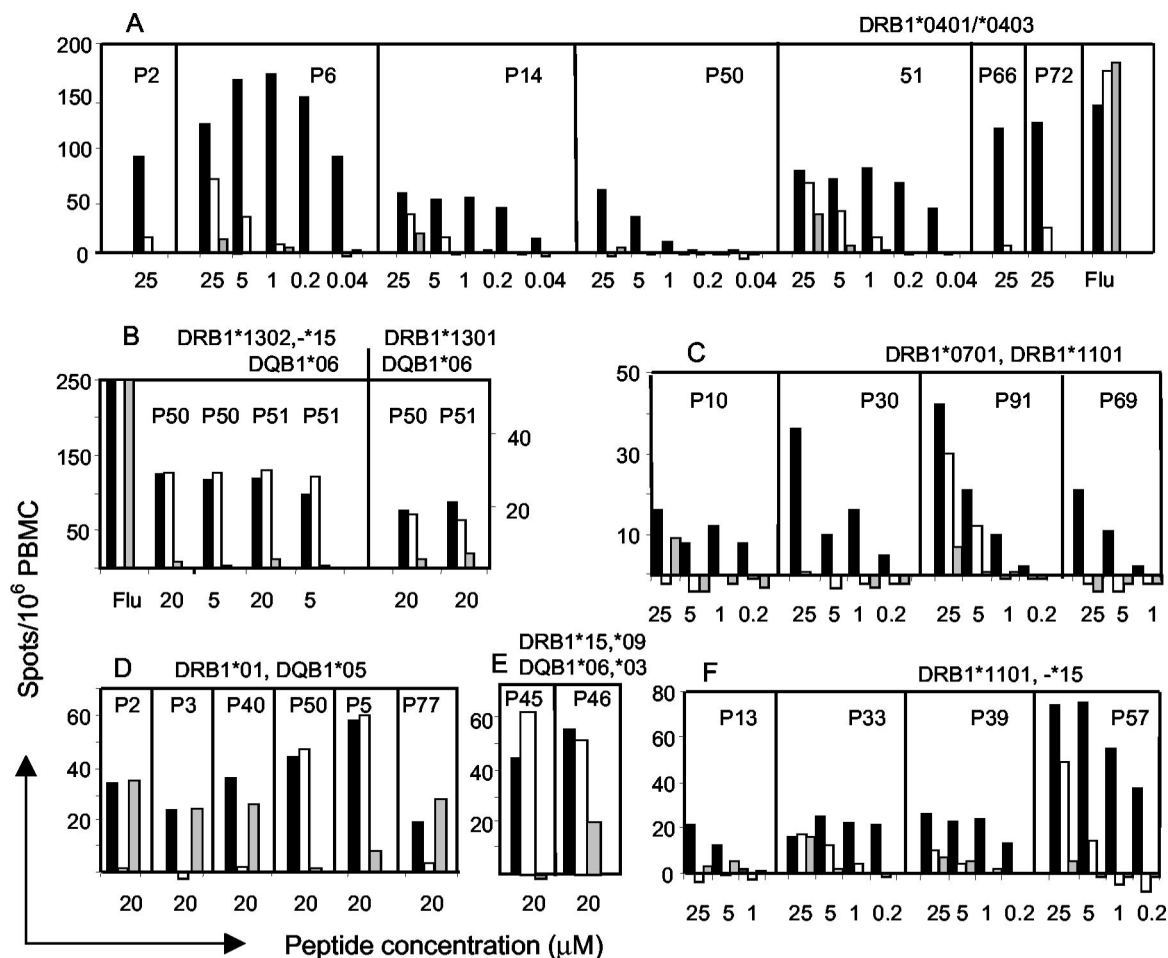 A
DRB1*0401/*0403
200
150
100
50
0
P2 P6 P14 P50 51 P66 P72
25 25 5 1 0.2 0.04 25 5 1 0.2 0.04 25 5 1 0.2 0.04 25 5 1 0.2 0.04 25 25 Flu
B
DRB1*1302,-*15
DQB1*06
DRB1*1301
DQB1*06
250
150
50
P50 P50 P51 P51 P50 P51
40
20
Flu 20 5 20 5 20 20
C
DRB1*0701, DRB1*1101
50
30
10
P10 P30 P91 P69
25 5 1 0.2 25 5 1 0.2 25 5 1 0.2 25 5 1
D
DRB1*01, DQB1*05
60
40
20
P2 P3 P40 P50 P5 P77
20 20 20 20 20 20
E
DRB1*15,*09
DQB1*06,*03
60
40
20
P45 P46
20 20
F
DRB1*1101, -*15
80
60
40
20
0
P13 P33 P39 P57
25 5 1 25 5 1 0.2 25 5 1 0.2 25 5 1 0.2
Spots/10⁶ PBMC
Peptide concentration (μM)